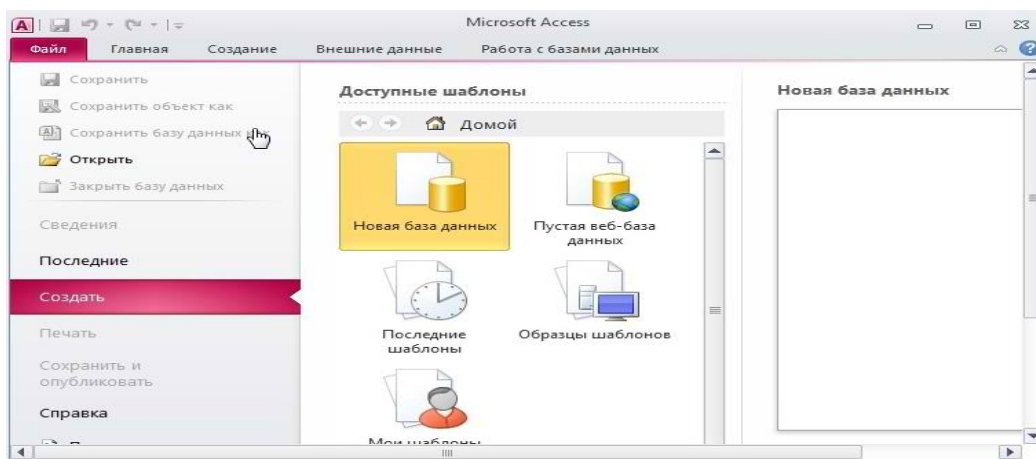 Microsoft Access
Файл Главная Создание Внешние данные Работа с базами данных
Сохранить
Сохранить объект как
Сохранить базу данных
Открыть
Закрыть базу данных
Сведения
Последние
Создать
Печать
Сохранить и
опубликовать
Справка
Доступные шаблоны
Домой
Новая база данных
Пустая веб-база
данных
Последние
шаблоны
Образцы шаблонов
Мои шаблоны
Новая база данных